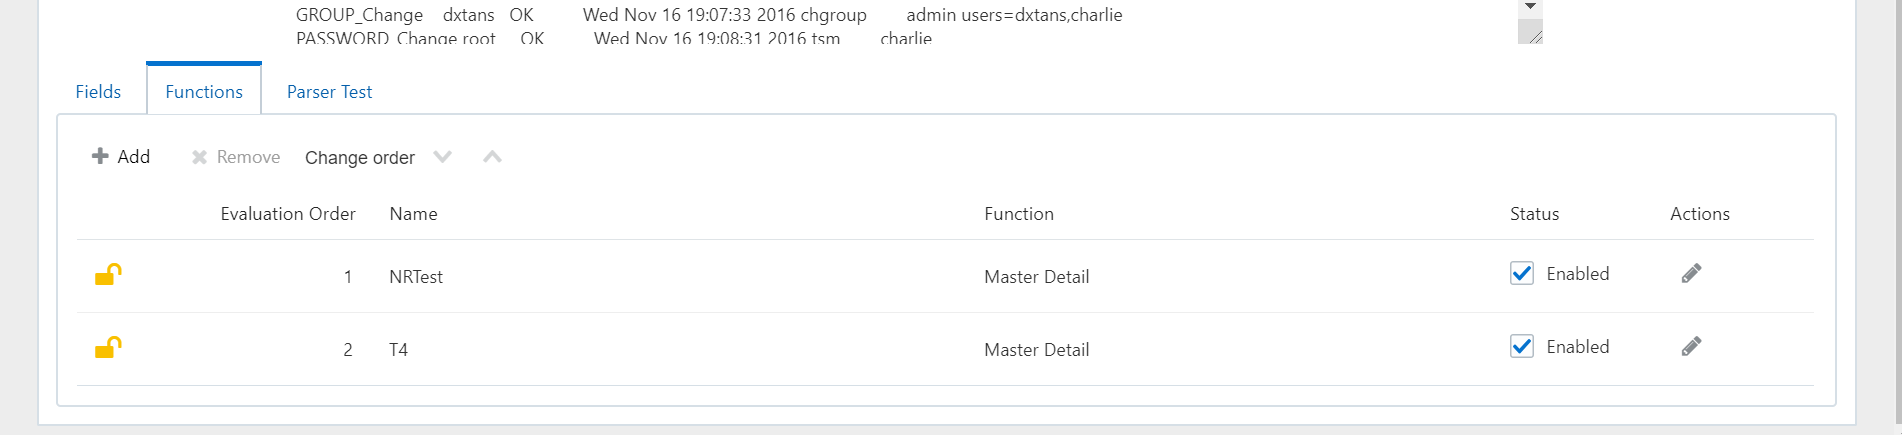 GROUP_Change dxtans OK Wed Nov 16 19:07:33 2016 chgroup admin users=dxtans,charlie
PASSWORD_Change root OK Wed Nov 16 19:08:31 2016 tsm charlie
Fields Functions Parser Test
Add Remove Change order
Evaluation Order Name Function Status Actions
1 NRTest Master Detail Enabled
2 T4 Master Detail Enabled